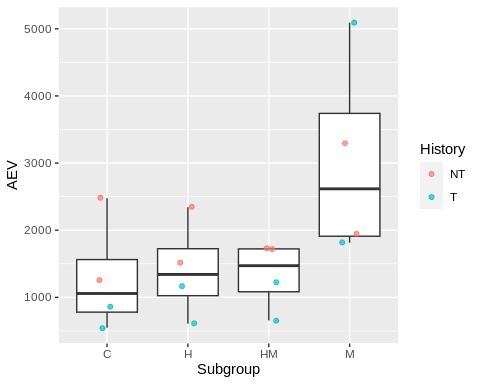 5000
4000
3000
2000
1000
AEV
C H HM M
Subgroup
History
NT
T